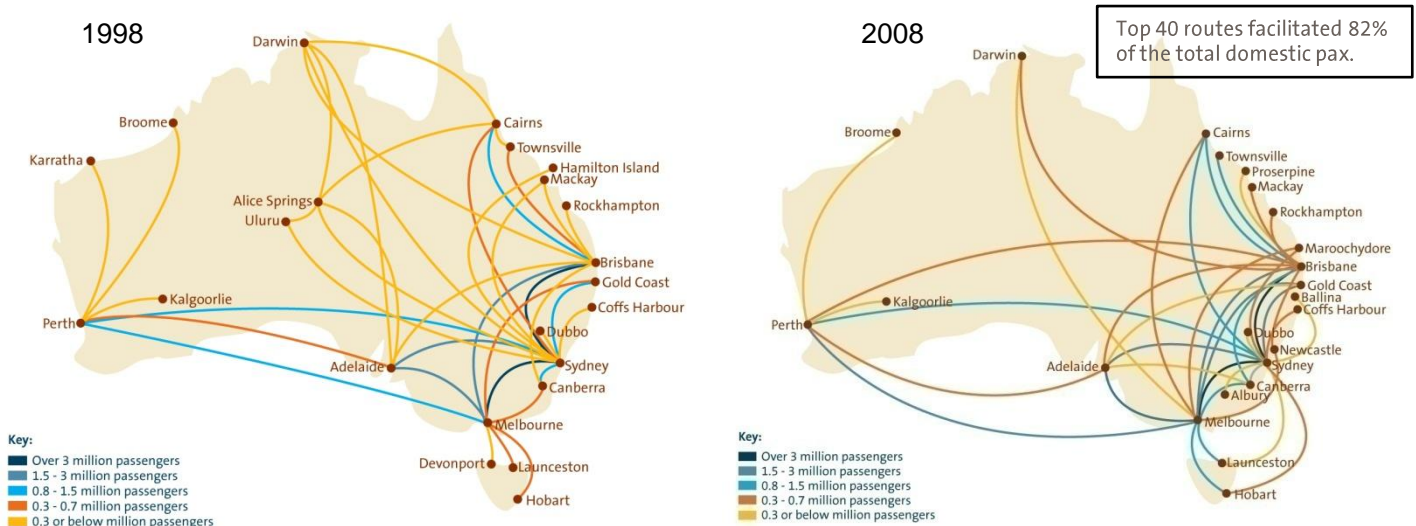 1998
Darwin
Broome
Cairns
Karratha
Townsville
Hamilton Island
Mackay
Alice Springs
Rockhampton
Uluru
Brisbane
Gold Coast
Kalgoorlie
Coffs Harbour
Perth
Dubbo
Adelaide
Sydney
Canberra
Melbourne
Devonport
Launceston
Hobart
Key:
Over 3 million passengers
1.5 - 3 million passengers
0.8 - 1.5 million passengers
0.3 - 0.7 million passengers
0.3 or below million passengers
2008
Top 40 routes facilitated 82%
of the total domestic pax.
Darwin
Broome
Cairns
Townsville
Proserpine
Mackay
Rockhampton
Maroochydore
Brisbane
Gold Coast
Ballina
Kalgoorlie
Coffs Harbour
Perth
Dubbo
Newcastle
Adelaide
Sydney
Canberra
Albury
Melbourne
Launceston
Hobart
Key:
Over 3 million passengers
1.5 - 3 million passengers
0.8 - 1.5 million passengers
0.3 - 0.7 million passengers
0.3 or below million passengers